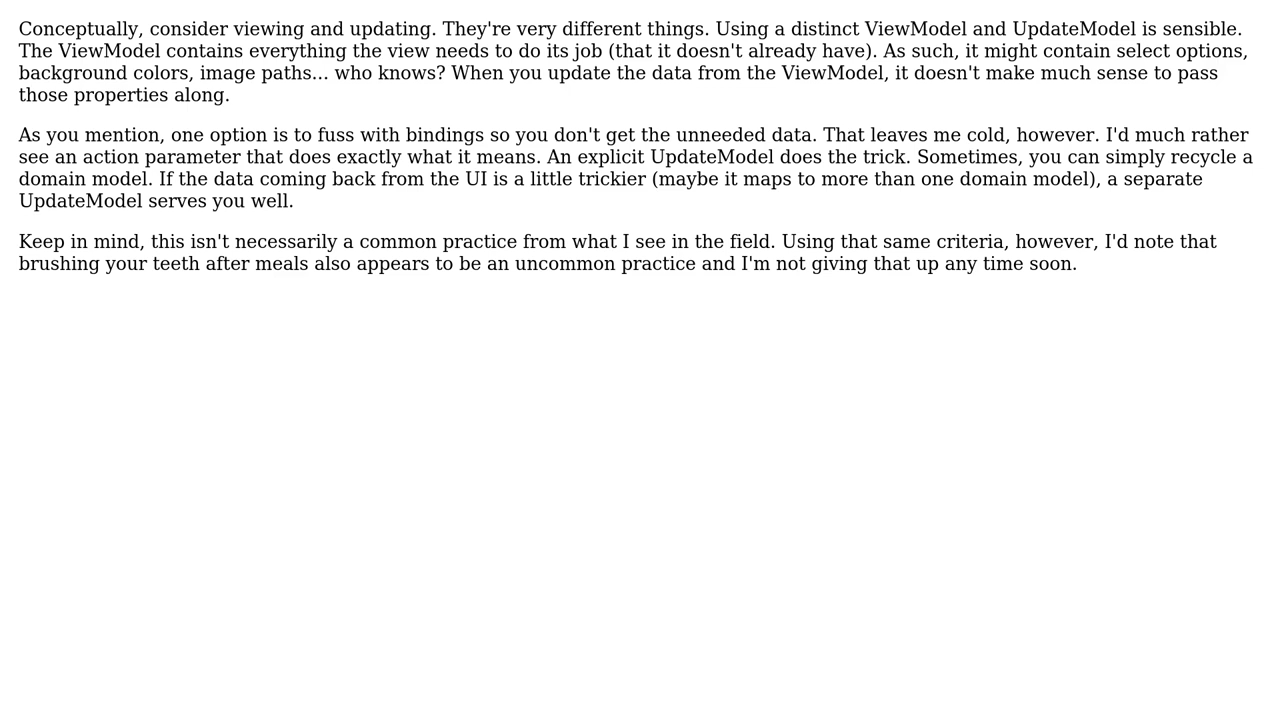 Conceptually, consider viewing and updating. They're very different things. Using a distinct ViewModel and UpdateModel is sensible.
The ViewModel contains everything the view needs to do its job (that it doesn't already have). As such, it might contain select options,
background colors, image paths... who knows? When you update the data from the ViewModel, it doesn't make much sense to pass
those properties along.
As you mention, one option is to fuss with bindings so you don't get the unneeded data. That leaves me cold, however. I'd much rather
see an action parameter that does exactly what it means. An explicit UpdateModel does the trick. Sometimes, you can simply recycle a
domain model. If the data coming back from the UI is a little trickier (maybe it maps to more than one domain model), a separate
UpdateModel serves you well.
Keep in mind, this isn't necessarily a common practice from what I see in the field. Using that same criteria, however, I'd note that
brushing your teeth after meals also appears to be an uncommon practice and I'm not giving that up any time soon.